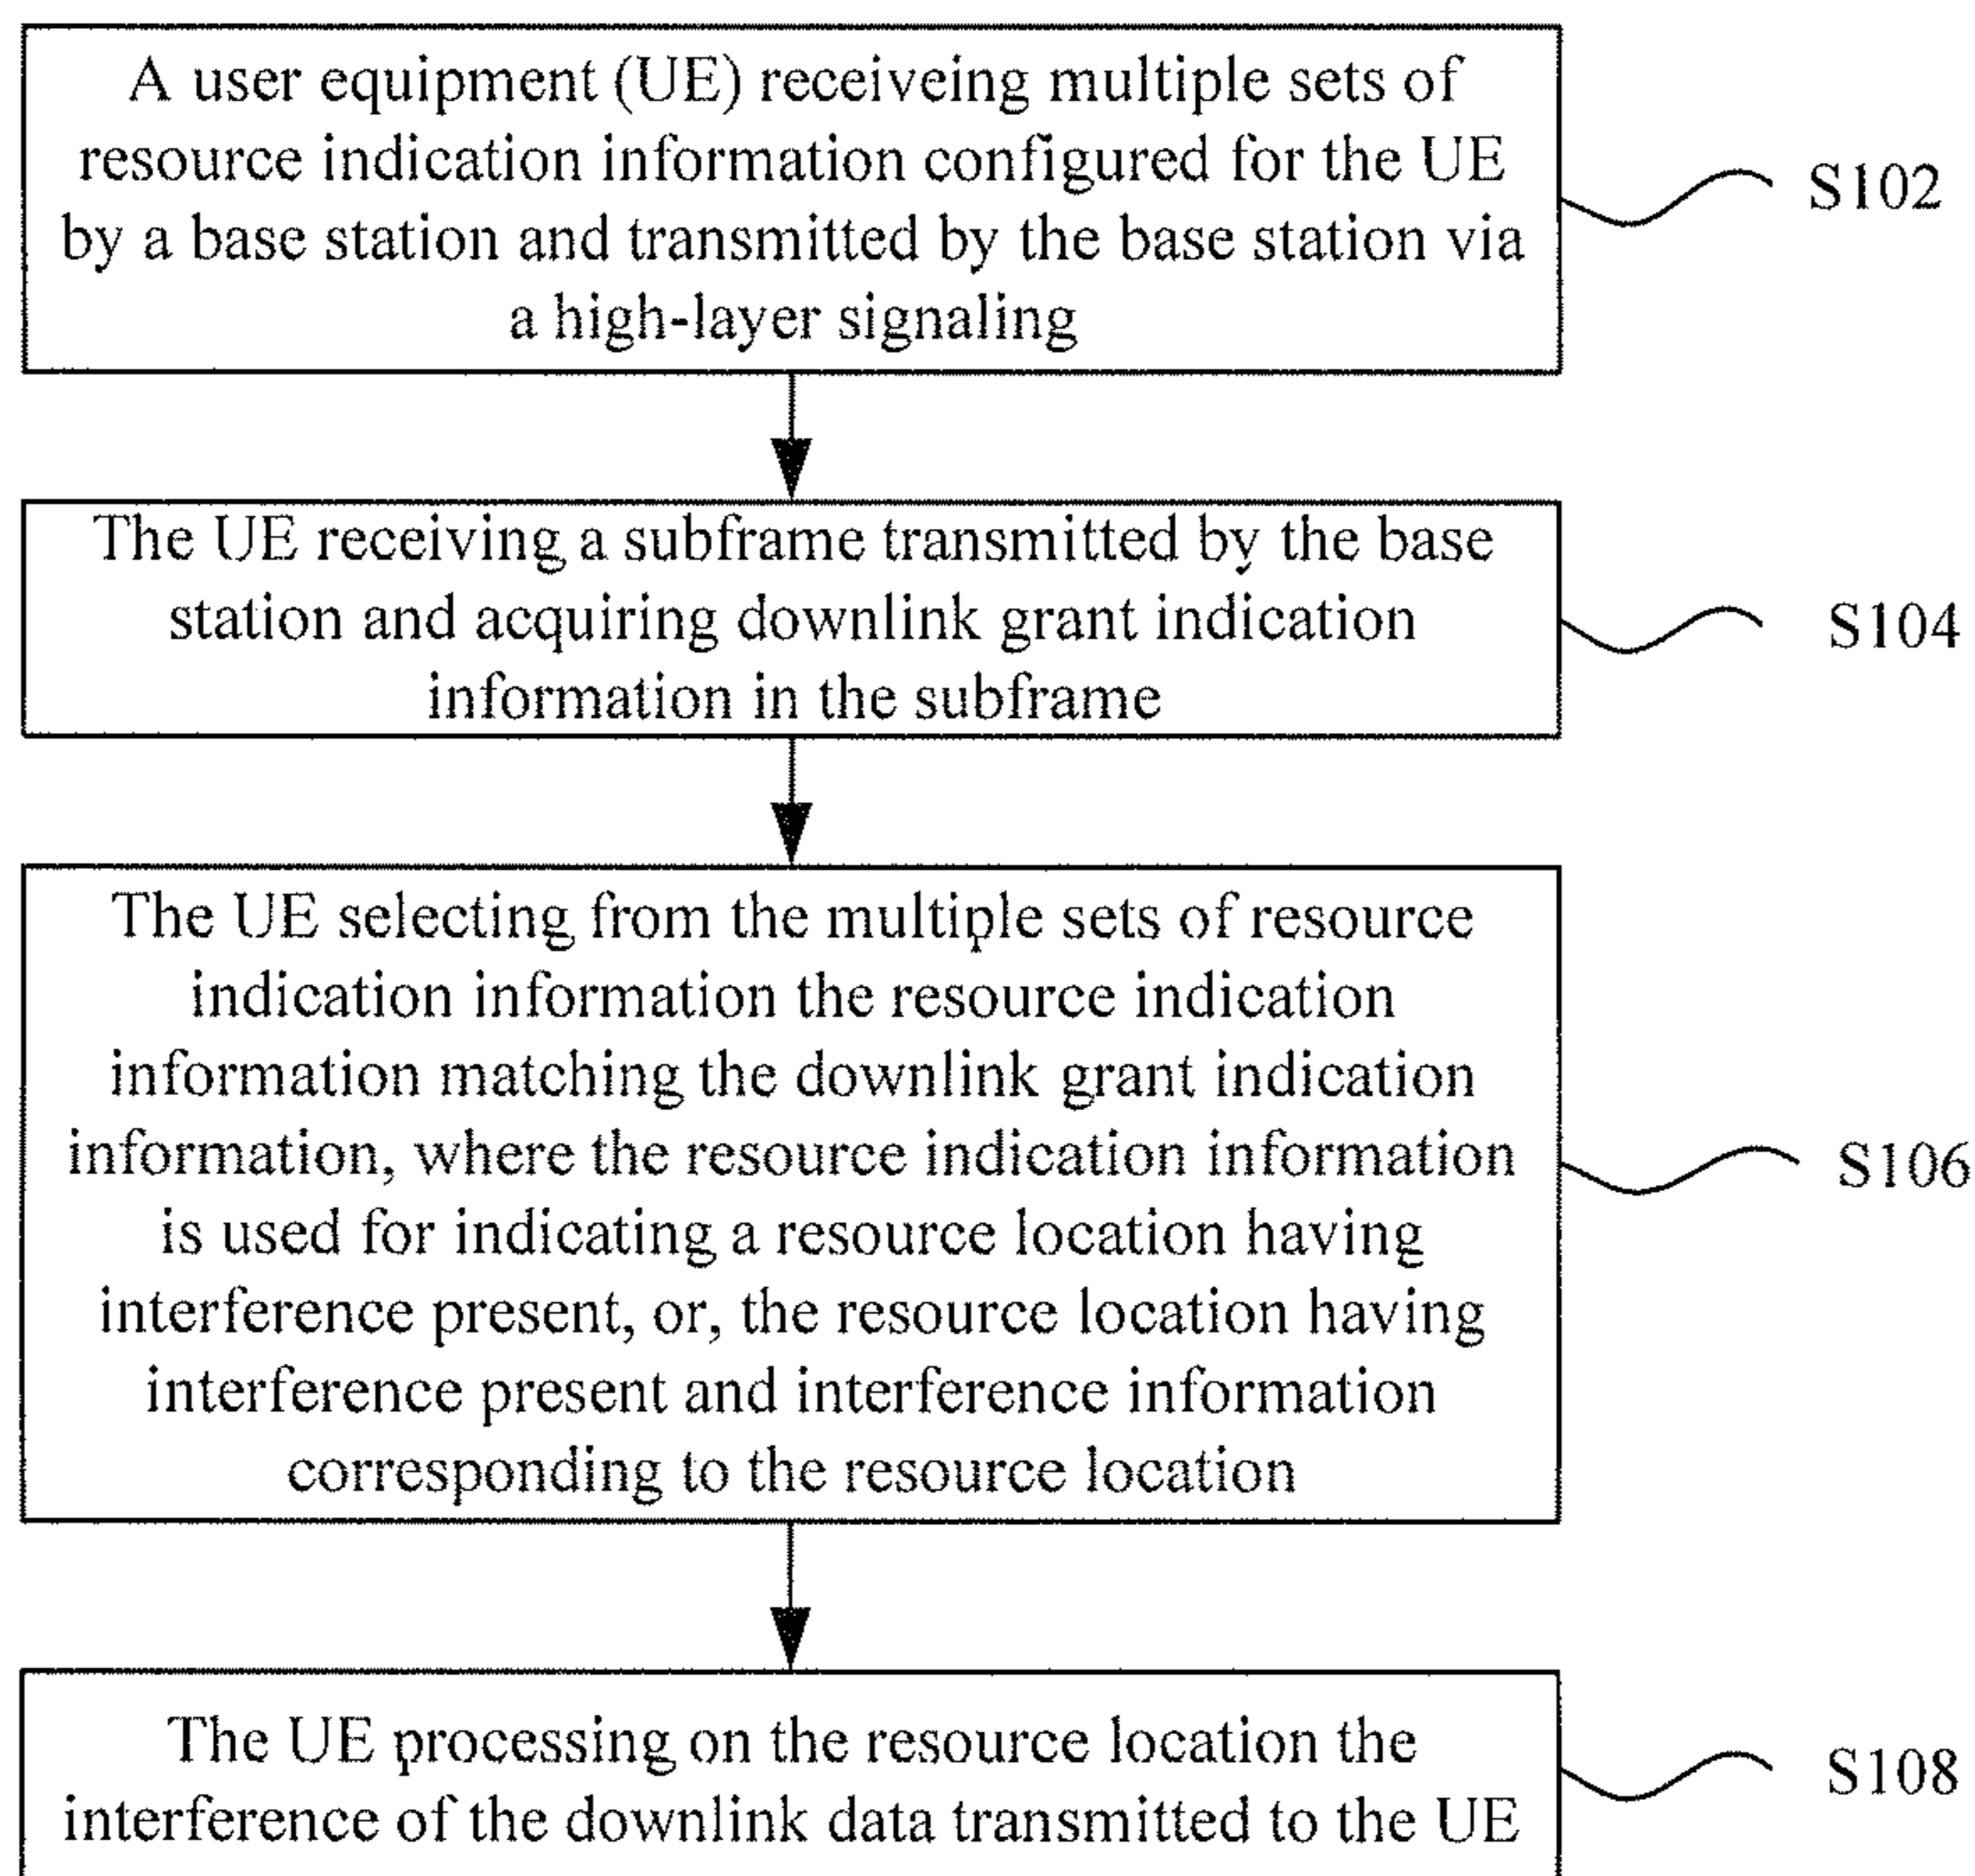 A user equipment (UE) receiveing multiple sets of
resource indication information configured for the UE
by a base station and transmitted by the base station via
a high-layer signaling
S102
The UE receiving a subframe transmitted by the base
station and acquiring downlink grant indication
information in the subframe
S104
The UE selecting from the multiple sets of resource
indication information the resource indication
information matching the downlink grant indication
information, where the resource indication information
is used for indicating a resource location having
interference present, or, the resource location having
interference present and interference information
corresponding to the resource location
S106
The UE processing on the resource location the
interference of the downlink data transmitted to the UE
S108